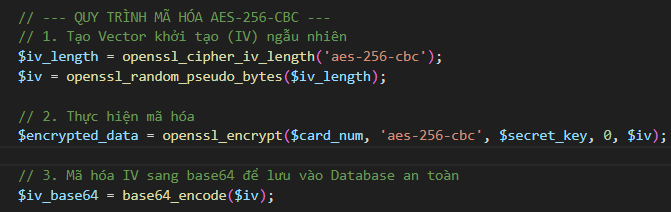 // --- QUY TRÌNH MÃ HÓA AES-256-CBC ---
// 1. Tạo Vector khởi tạo (IV) ngẫu nhiên
$iv_length = openssl_cipher_iv_length('aes-256-cbc');
$iv = openssl_random_pseudo_bytes($iv_length);
// 2. Thực hiện mã hóa
$encrypted_data = openssl_encrypt($card_num, 'aes-256-cbc', $secret_key, 0, $iv);
// 3. Mã hóa IV sang base64 để lưu vào Database an toàn
$iv_base64 = base64_encode($iv);